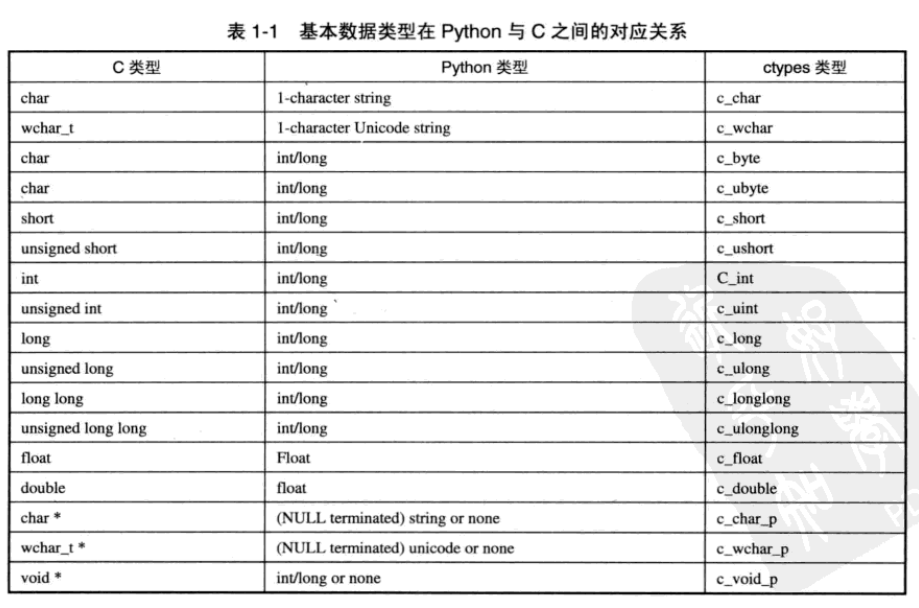 表 1-1 基本数据类型在 Python 与 C 之间的对应关系
C 类型 Python 类型 ctypes 类型
char 1-character string c_char
wchar_t 1-character Unicode string c_wchar
char int/long c_byte
char int/long c_ubyte
short int/long c_short
unsigned short int/long c_ushort
int int/long C_int
unsigned int int/long c_uint
long int/long c_long
unsigned long int/long c_ulong
long long int/long c_longlong
unsigned long long int/long c_ulonglong
float Float c_float
double float c_double
char * (NULL terminated) string or none c_char_p
wchar_t * (NULL terminated) unicode or none c_wchar_p
void * int/long or none c_void_p